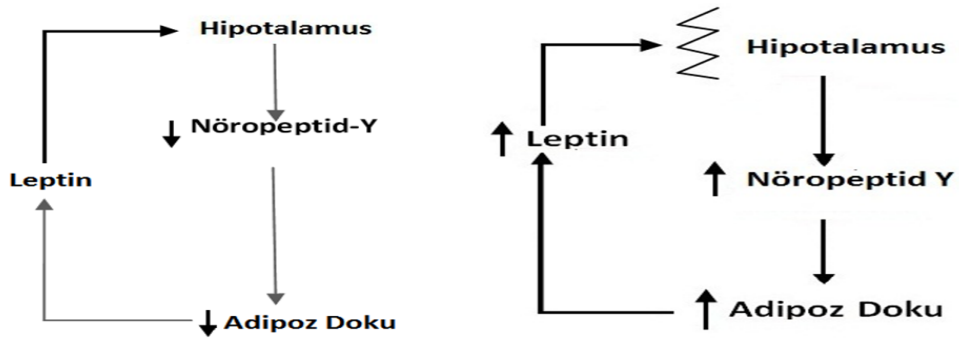 Hipotalamus
Nöropeptid-Y
Leptin
Adipoz Doku
Hipotalamus
Leptin
Nöropeptid Y
Adipoz Doku